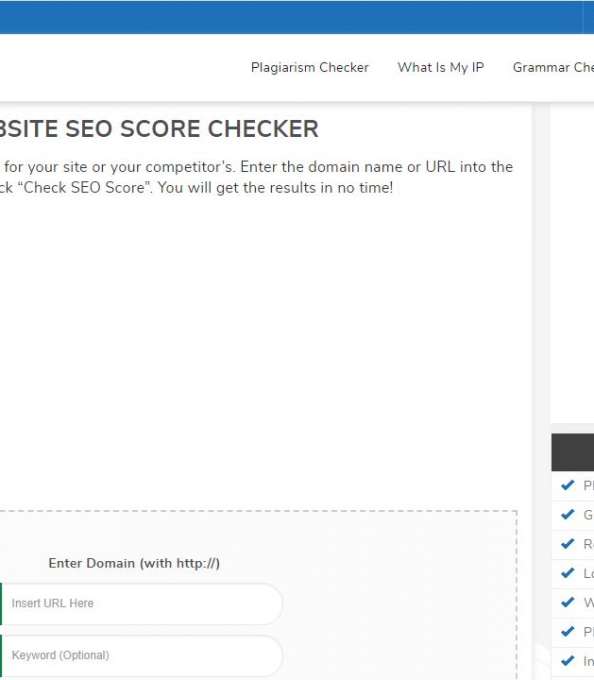 Plagiarism Checker What Is My IP Grammar Che
BSITE SEO SCORE CHECKER
for your site or your competitor's. Enter the domain name or URL into the
ck “Check SEO Score”. You will get the results in no time!
Pl
G
Enter Domain (with http://)
Insert URL Here
W
Keyword (Optional)
In